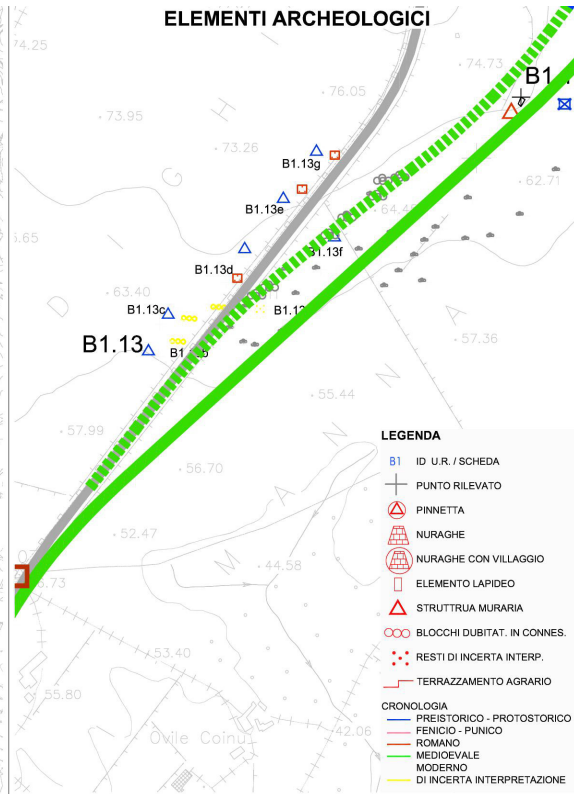 ELEMENTI ARCHEOLOGICI
74.25
74.73
76.05
B1.1
73.95
H
73.26
B1.13g
G
62.71
B1.13e
64.48
B1.13f
B1.13d
63.40
B1.13c
D
A
57.36
B1.13
N
55.44
57.99
N
LEGENDA
56.70
A
B1 ID U.R. / SCHEDA
PUNTO RILEVATO
52.47
PINNETTA
NURAGHE
M
44.58
NURAGHE CON VILLAGGIO
ELEMENTO LAPIDEO
STRUTTRUA MURARIA
BLOCCHI DUBITAT. IN CONNES.
53.40
RESTI DI INCERTA INTERP.
TERRAZZAMENTO AGRARIO
55.80
CRONOLOGIA
PREISTORICO - PROTOSTORICO
FENICIO - PUNICO
Ovile Coinu
42.06
ROMANO
MEDIOEVALE
MODERNO
DI INCERTA INTERPRETAZIONE